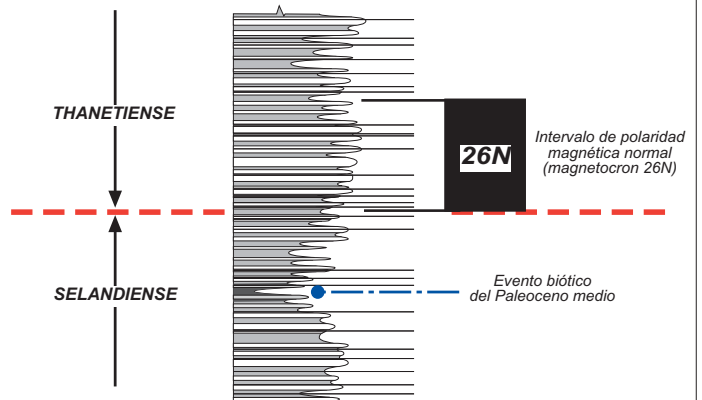 THANETIENSE
26N
Intervalo de polaridad
magnética normal
(magnetocron 26N)
SELANDIENSE
Evento biótico
del Paleoceno medio